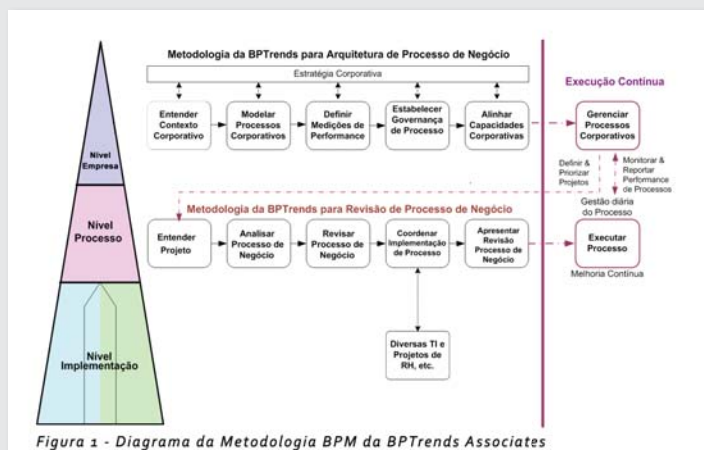 Metodologia da BPTrends para Arquitetura de Processo de Negócio
Estratégia Corporativa
Execução Contínua
Entender
Contexto
Corporativo
Modelar
Processos
Corporativos
Definir
Medições de
Performance
Estabelecer
Governança
de Processo
Alinhar
Capacidades
Corporativas
Gerenciar
Processos
Corporativos
Nível
Empresa
Definir &
Priorizar
Projetos
Monitorar &
Reportar
Performance
de Processos
Metodologia da BPTrends para Revisão de Processo de Negócio
Gestão diária
do Processo
Nível
Processo
Entender
Projeto
Analisar
Processo de
Negócio
Revisar
Processo de
Negócio
Coordenar
Implementação
de Processo
Apresentar
Revisão
Processo de
Negócio
Executar
Processo
Melhoria Contínua
Nível
Implementação
Diversas TI e
Projetos de
RH, etc.
Figura 1 - Diagrama da Metodologia BPM da BPTrends Associates